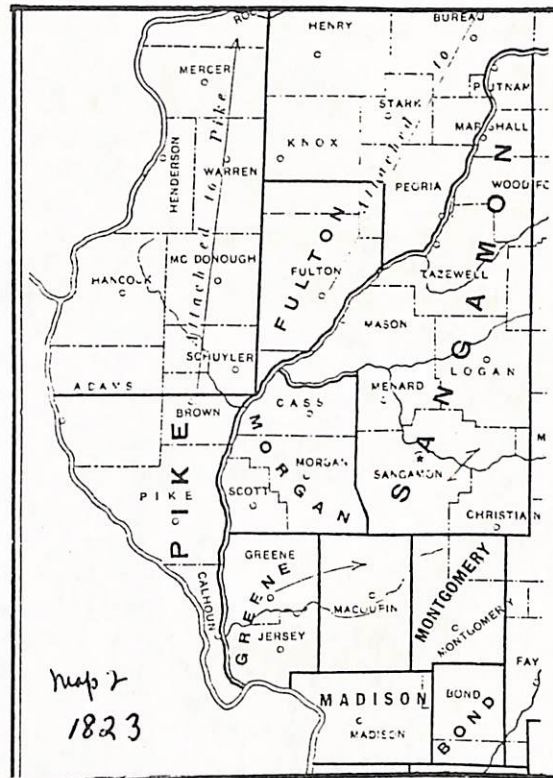 ROC
HENRY
BUREAU
MERCER
Attached to Pike
Attached to
STARK
PUTNAM
KNOX
MARSHALL
HENDERSON
WARREN
PEORIA
WOODFO
FULTON
HANCOCK
MC DONOUGH
FULTON
TAZEWELL
SANGAMON
MASON
SCHUYLER
LOGAN
ADAMS
BROWN
CASS
MENARD
MORGAN
M
PIKE
PIKE
SCOTT
MORGAN
SANGAMON
CHRISTIAN
GREENE
GREENE
CALHOUN
MACOUPIN
MONTGOMERY
MONTGOMERY
JERSEY
FAY
Map 2
1823
MADISON
MADISON
BOND
BOND